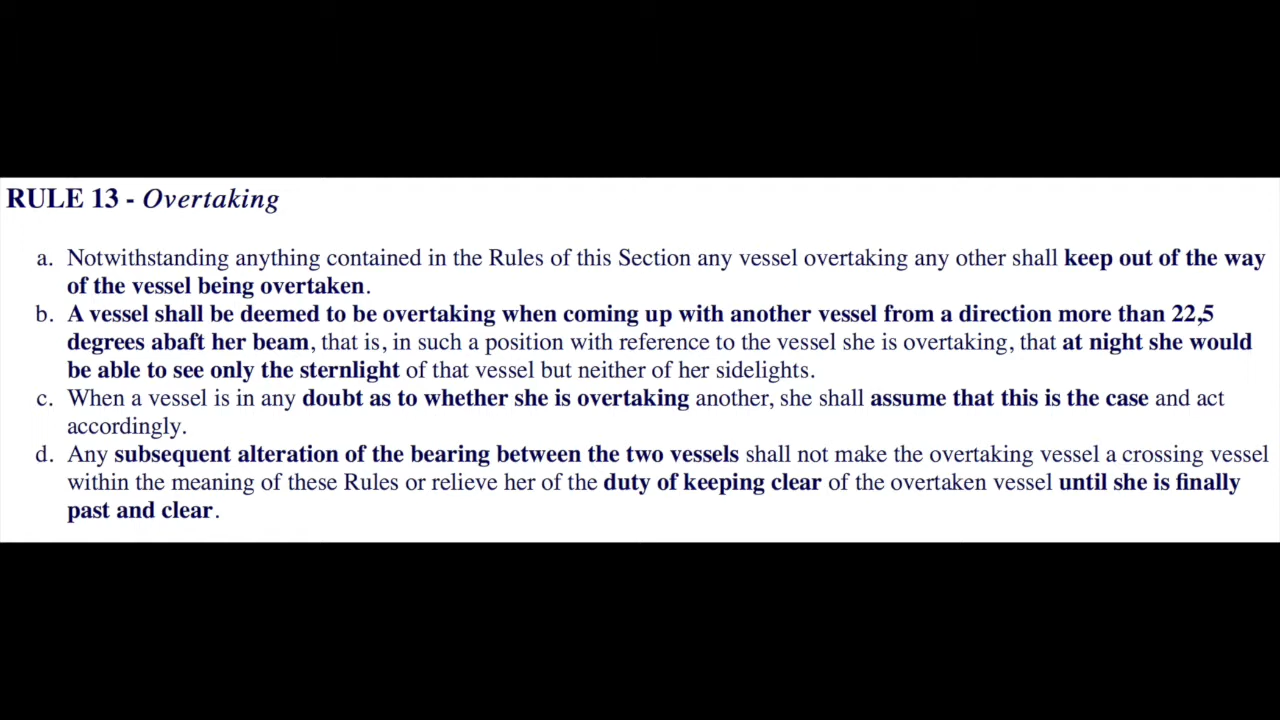 RULE 13 - Overtaking
a. Notwithstanding anything contained in the Rules of this Section any vessel overtaking any other shall keep out of the way
of the vessel being overtaken.
b. A vessel shall be deemed to be overtaking when coming up with another vessel from a direction more than 22,5
degrees abaft her beam, that is, in such a position with reference to the vessel she is overtaking, that at night she would
be able to see only the sternlight of that vessel but neither of her sidelights.
c. When a vessel is in any doubt as to whether she is overtaking another, she shall assume that this is the case and act
accordingly.
d. Any subsequent alteration of the bearing between the two vessels shall not make the overtaking vessel a crossing vessel
within the meaning of these Rules or relieve her of the duty of keeping clear of the overtaken vessel until she is finally
past and clear.